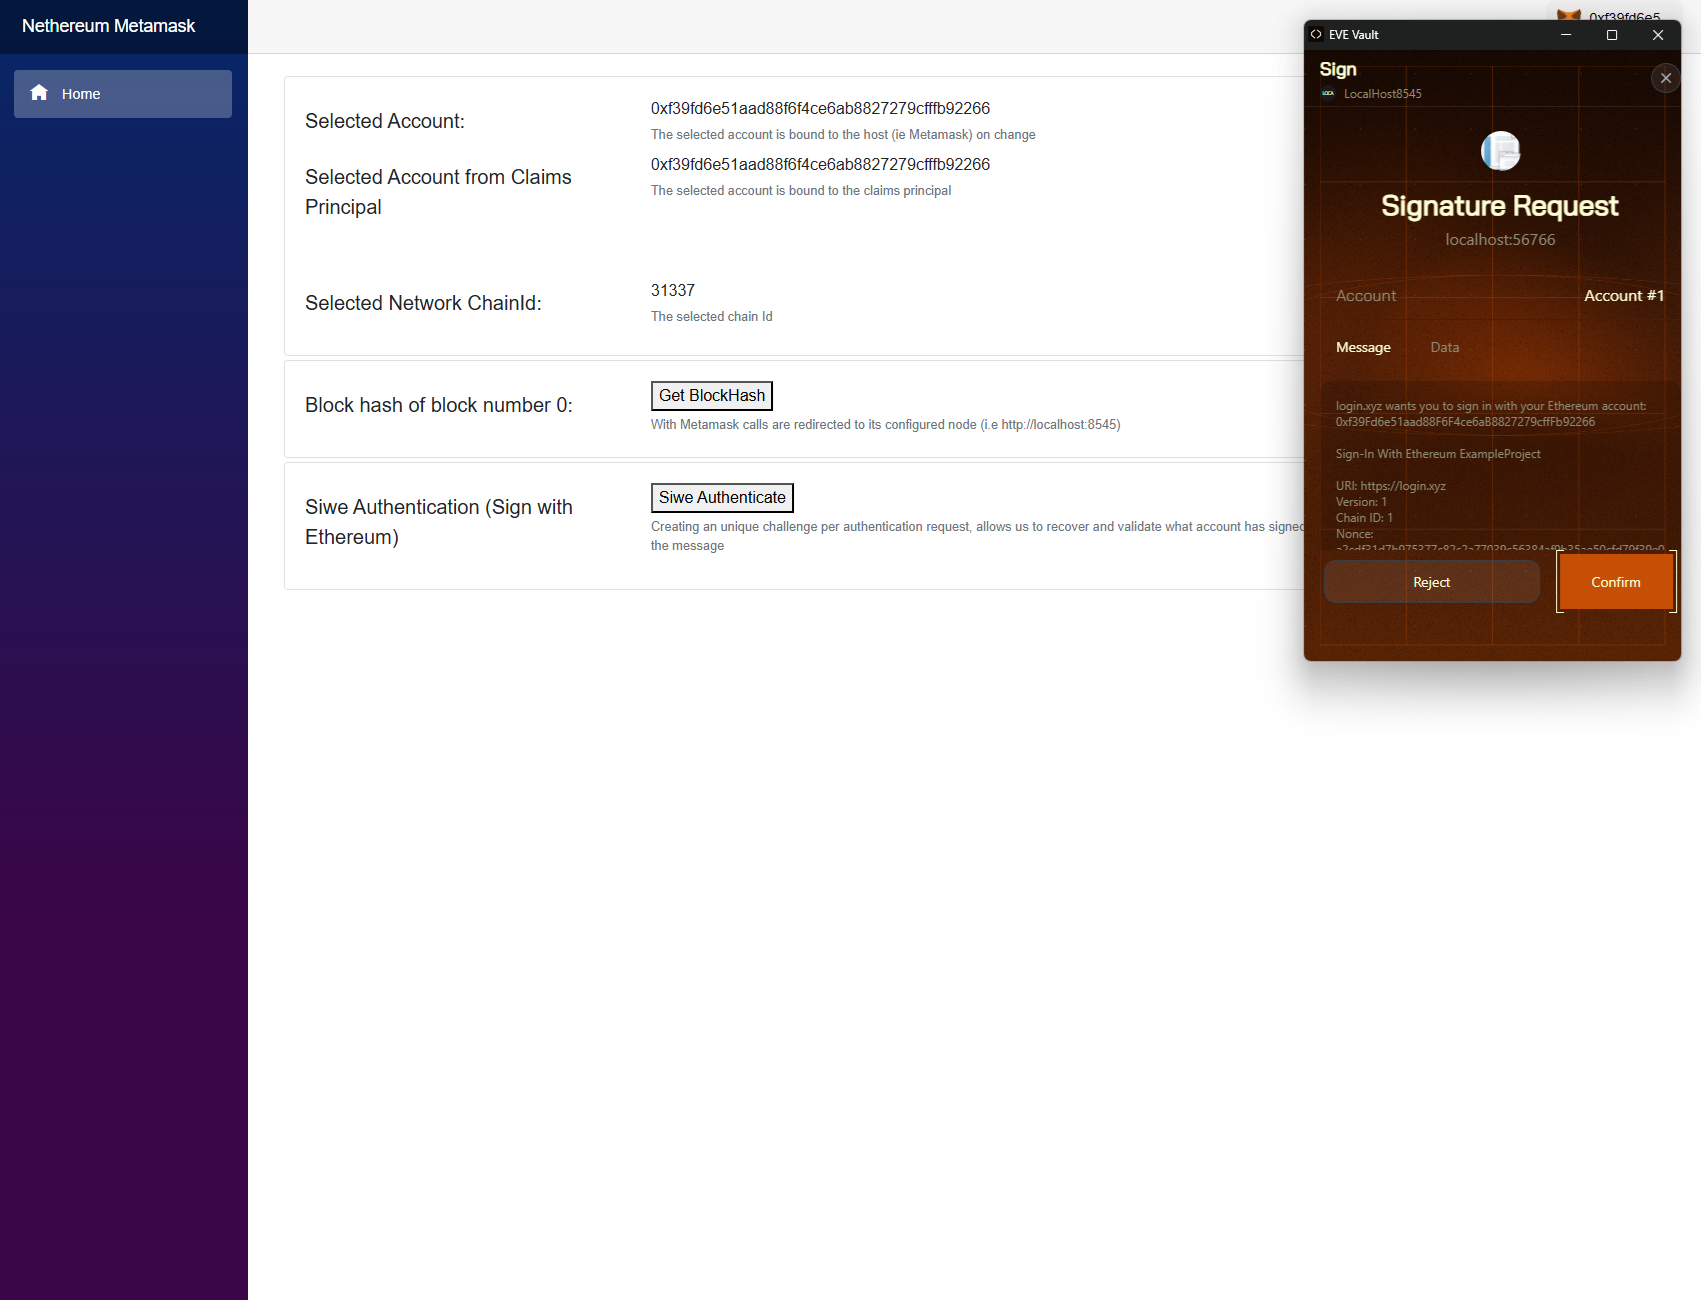 Nethereum Metamask
Home
Selected Account:
0xf39fd6e51aad88f6f4ce6ab8827279cfffb92266
The selected account is bound to the host (ie Metamask) on change
Selected Account from Claims
Principal
0xf39fd6e51aad88f6f4ce6ab8827279cfffb92266
The selected account is bound to the claims principal
Selected Network ChainId:
31337
The selected chain Id
Block hash of block number 0:
Get BlockHash
With Metamask calls are redirected to its configured node (i.e http://localhost:8545)
Siwe Authentication (Sign with
Ethereum)
Siwe Authenticate
Creating an unique challenge per authentication request, allows us to recover and validate what account has signed
the message
0xf39fd6e5
EVE Vault
Sign
LOCA
LocalHost8545
Signature Request
localhost:56766
Account
Account #1
Message
Data
login.xyz wants you to sign in with your Ethereum account:
0xf39Fd6e51aad88F6F4ce6aB8827279cffFb92266
Sign-In With Ethereum ExampleProject
URI: https://login.xyz
Version: 1
Chain ID: 1
Nonce:
Reject
Confirm